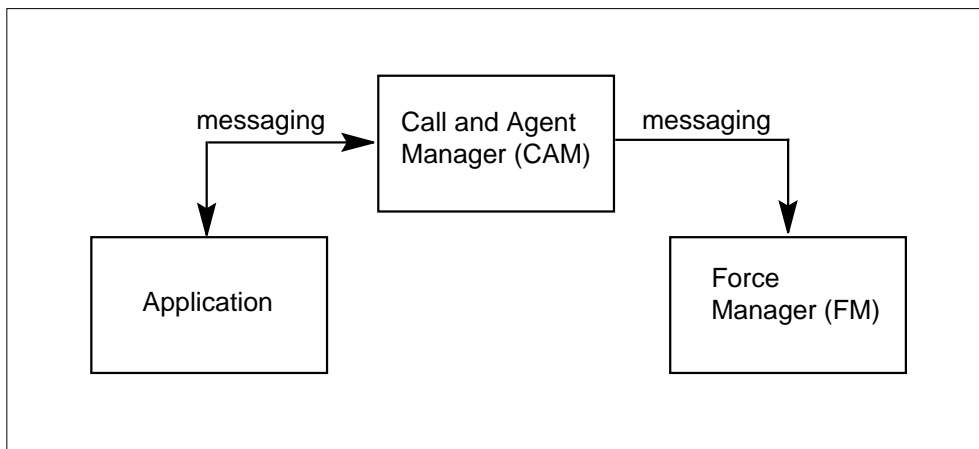 messaging
Call and Agent
Manager (CAM)
messaging
Application
Force
Manager (FM)